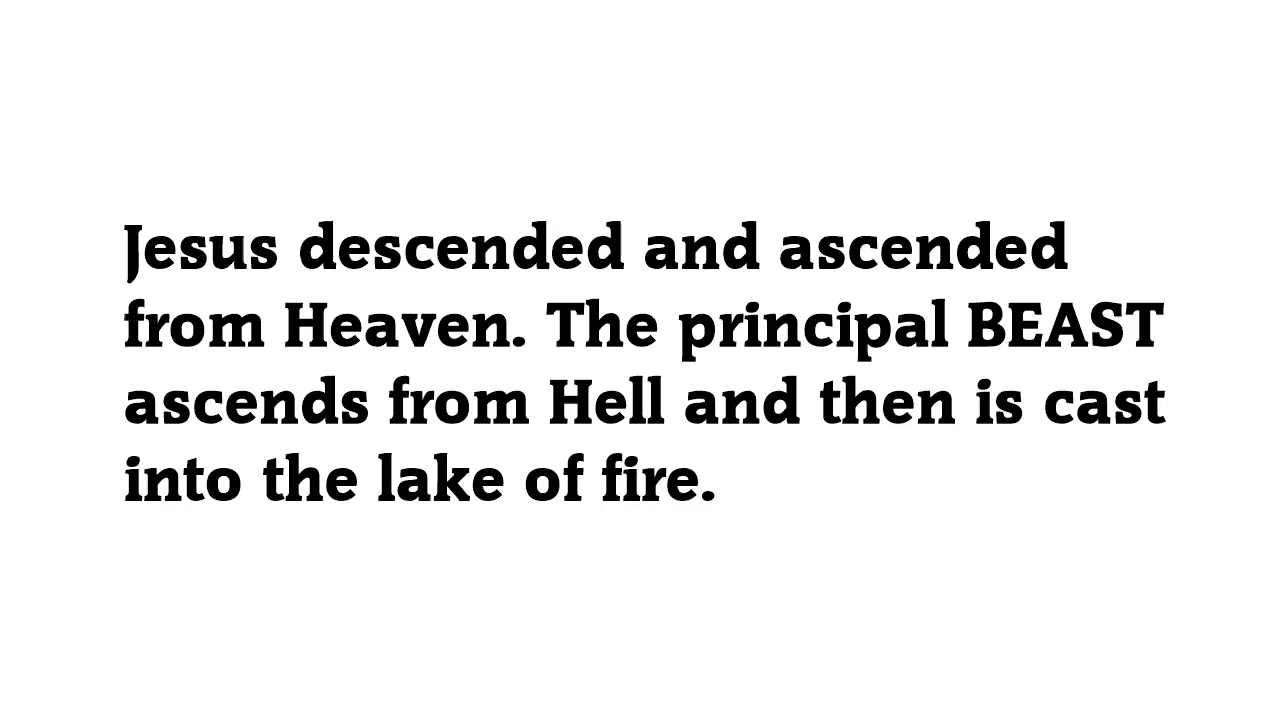 Jesus descended and ascended
from Heaven. The principal BEAST
ascends from Hell and then is cast
into the lake of fire.